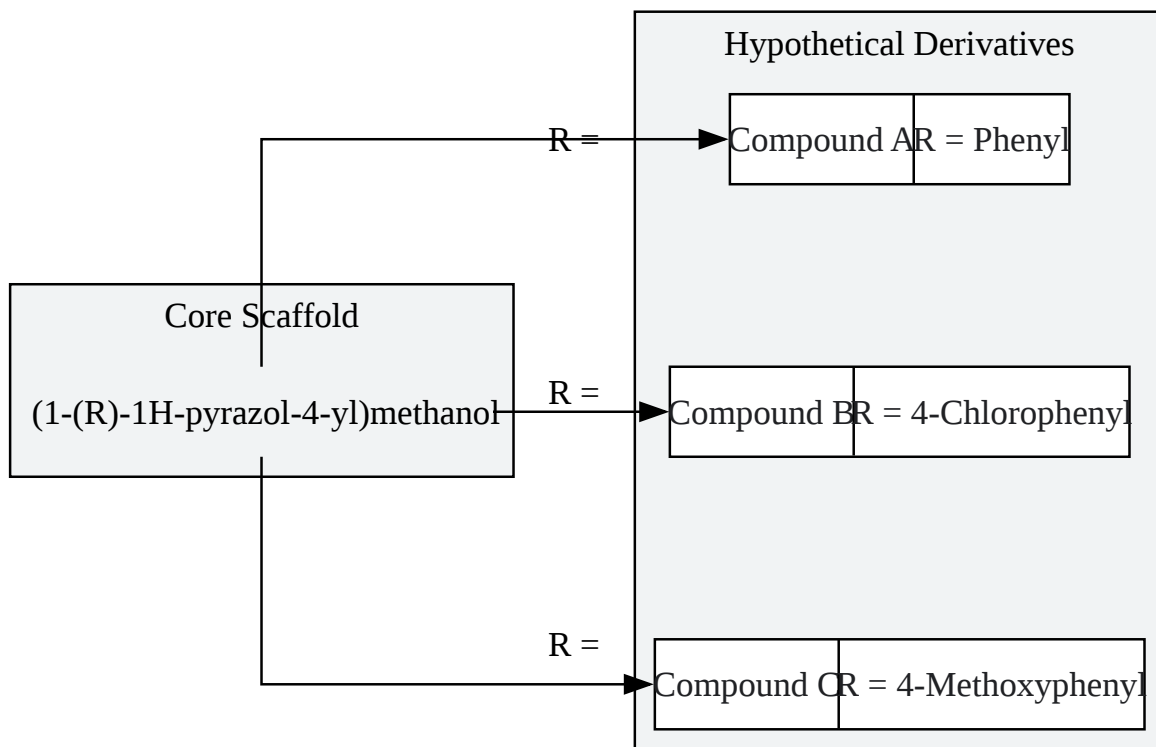 Hypothetical Derivatives
R =
Compound A
R = Phenyl
Core Scaffold
(1-(R)-1H-pyrazol-4-yl)methanol
R =
Compound B
R = 4-Chlorophenyl
R =
Compound C
R = 4-Methoxyphenyl